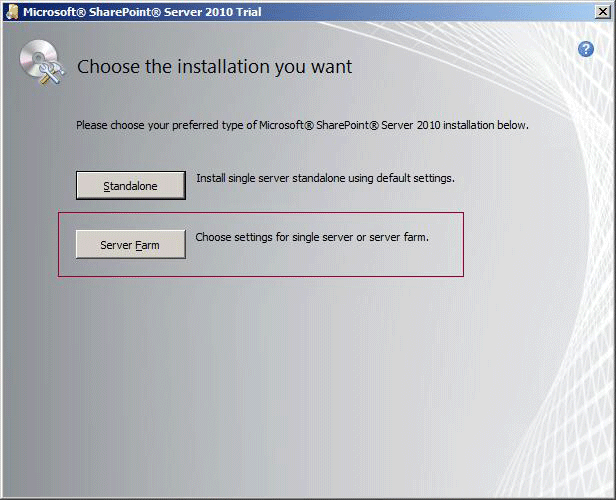 Microsoft® SharePoint® Server 2010 Trial
?
Choose the installation you want
Please choose your preferred type of Microsoft® SharePoint® Server 2010 installation below.
Standalone
Install single server standalone using default settings.
Server Farm
Choose settings for single server or server farm.